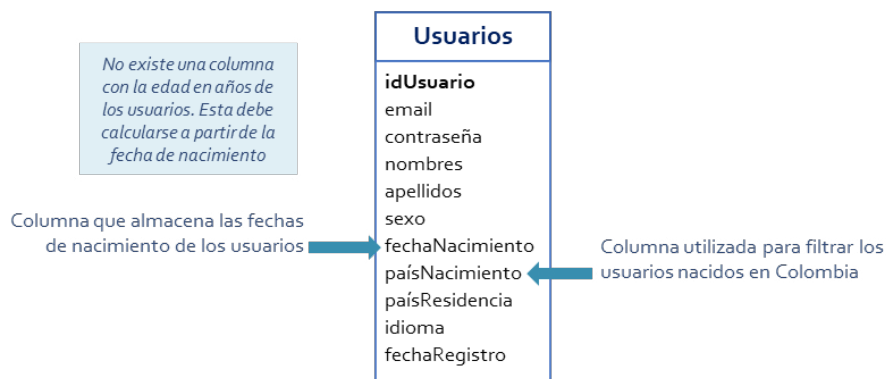 Usuarios
No existe una columna
con la edad en años de
los usuarios. Esta debe
calcularse a partir de la
fecha de nacimiento
idUsuario
email
contraseña
nombres
apellidos
sexo
fechaNacimiento
paísNacimiento
paísResidencia
idioma
fechaRegistro
Columna que almacena las fechas
de nacimiento de los usuarios
Columna utilizada para filtrar los
usuarios nacidos en Colombia